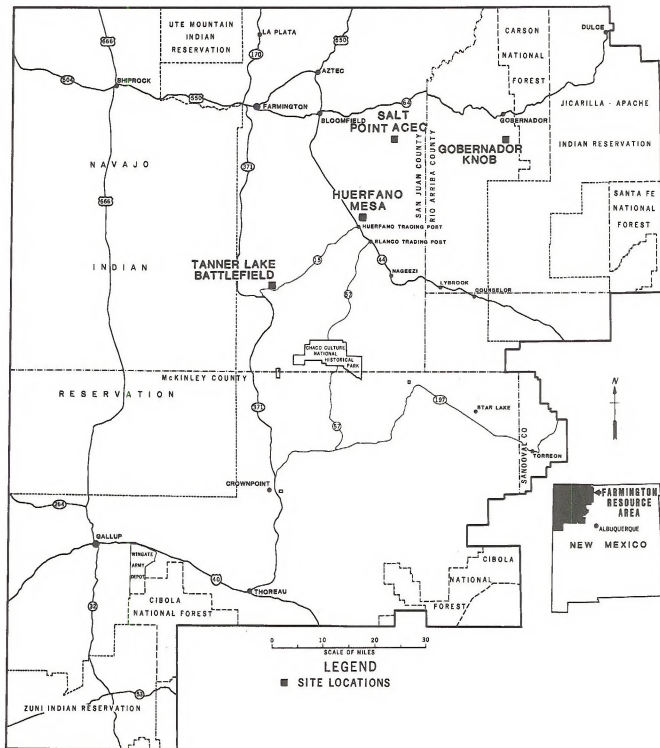 666
UTE MOUNTAIN
INDIAN
RESERVATION
LA PLATA
170
550
AZTEC
CARSON
NATIONAL
FOREST
DULCE
504
SHIPROCK
550
FARMINGTON
BLOOMFIELD
64
GOBERNADOR
JICARILLA - APACHE
INDIAN RESERVATION
SALT
POINT ACEC
GOBERNADOR
KNOB
SAN JUAN COUNTY
RIO ARRIBA COUNTY
NAVAJO
371
666
SANTA FE
NATIONAL
FOREST
HUERFANO
MESA
HUERFANO TRADING POST
BLANCO TRADING POST
INDIAN
TANNER LAKE
BATTLEFIELD
15
44
57
NAGEEZI
LYBROOK
COUNSELOR
CHACO CULTURE
NATIONAL
HISTORICAL
PARK
McKINLEY COUNTY
RESERVATION
371
57
197
STAR LAKE
SANDOVAL CO
TORREON
N
CROWNPOINT
264
GALLUP
WINGATE
ARMY
DEPOT
40
THOREAU
CIBOLA
NATIONAL FOREST
CIBOLA
NATIONAL
FOREST
FARMINGTON
RESOURCE
AREA
ALBUQUERQUE
NEW MEXICO
32
53
ZUNI INDIAN RESERVATION
0 10 20 30
SCALE OF MILES
LEGEND
SITE LOCATIONS